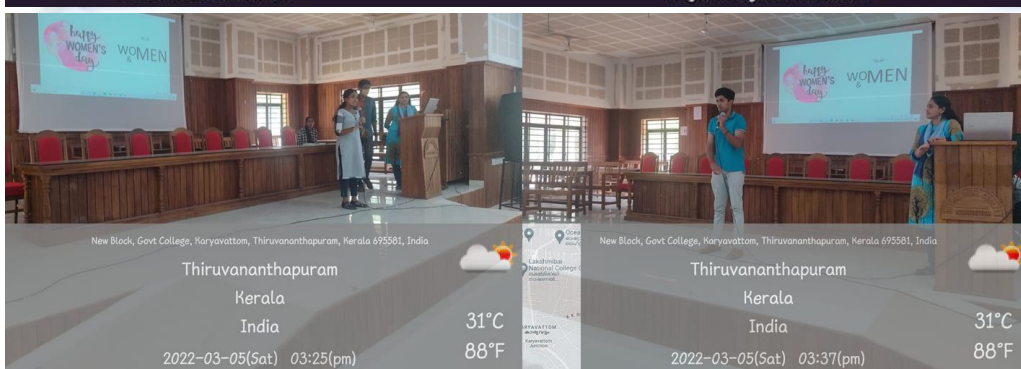 happy
WOMEN'S
day
WOMEN
&
New Block, Govt College, Karyavattom, Thiruvananthapuram, Kerala 695581, India
Thiruvananthapuram
Kerala
India
2022-03-05(Sat) 03:25(pm)
31°C
88°F
happy
WOMEN'S
day
WOMEN
&
Lakshmibai
National College
Karyavattom
Junction
New Block, Govt College, Karyavattom, Thiruvananthapuram, Kerala 695581, India
Thiruvananthapuram
Kerala
India
2022-03-05(Sat) 03:37(pm)
31°C
88°F